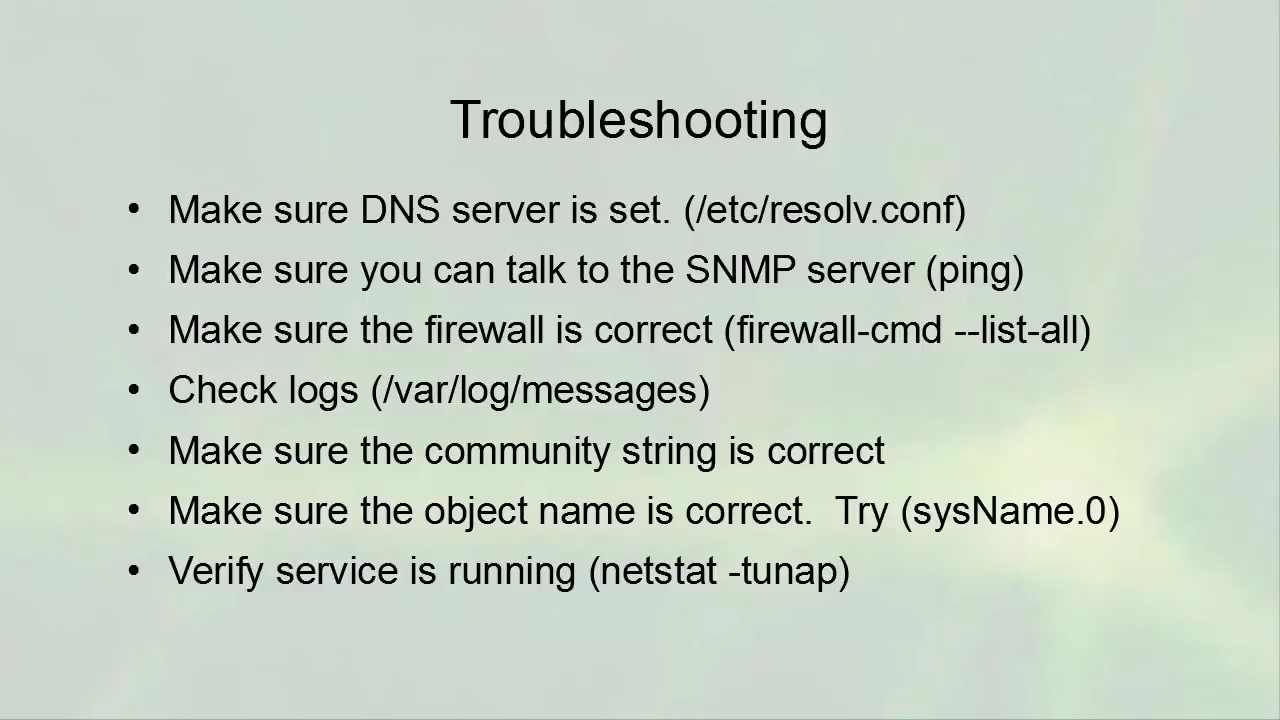 Troubleshooting
• Make sure DNS server is set. (/etc/resolv.conf)
• Make sure you can talk to the SNMP server (ping)
• Make sure the firewall is correct (firewall-cmd --list-all)
• Check logs (/var/log/messages)
• Make sure the community string is correct
• Make sure the object name is correct.  Try (sysName.0)
• Verify service is running (netstat -tunap)